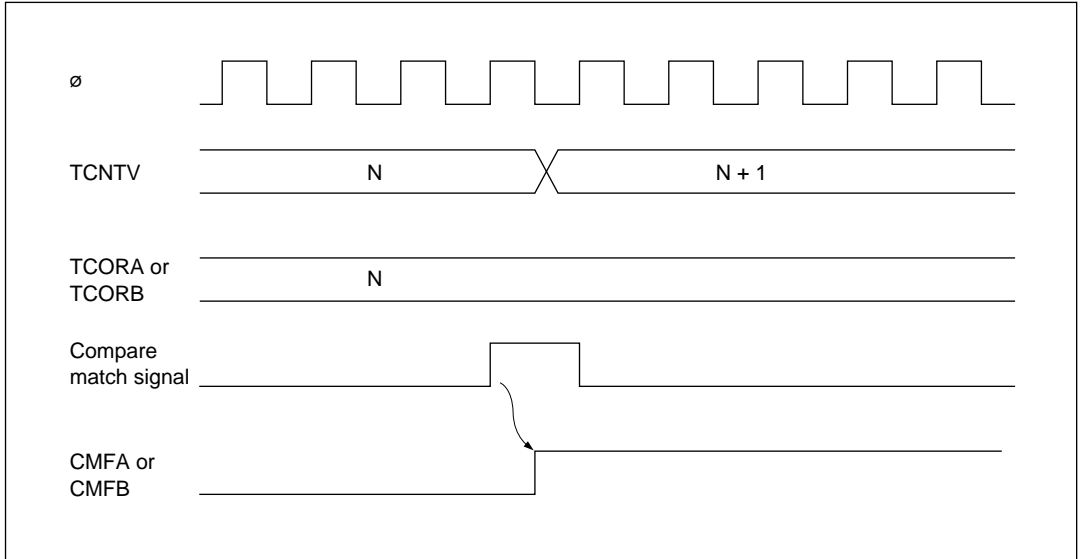 ø
TCNTV
N
N + 1
TCORA or
TCORB
N
Compare
match signal
CMFA or
CMFB